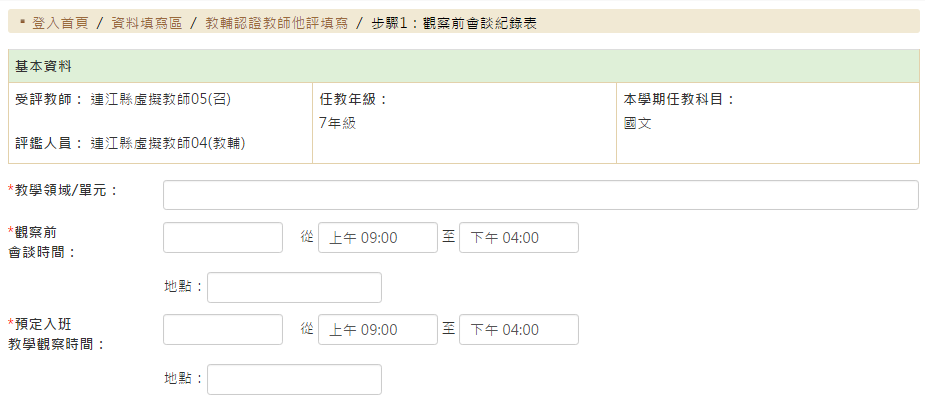 登入首頁 / 資料填寫區 / 教輔認證教師他評填寫 / 步驟1：觀察前會談紀錄表
基本資料
受評教師： 連江縣虛擬教師05(召)
評鑑人員： 連江縣虛擬教師04(教輔)
任教年級：
7年級
本學期任教科目：
國文
*教學領域/單元：
*觀察前
會談時間：
從 上午 09:00 至 下午 04:00
地點：
*預定入班
教學觀察時間：
從 上午 09:00 至 下午 04:00
地點：